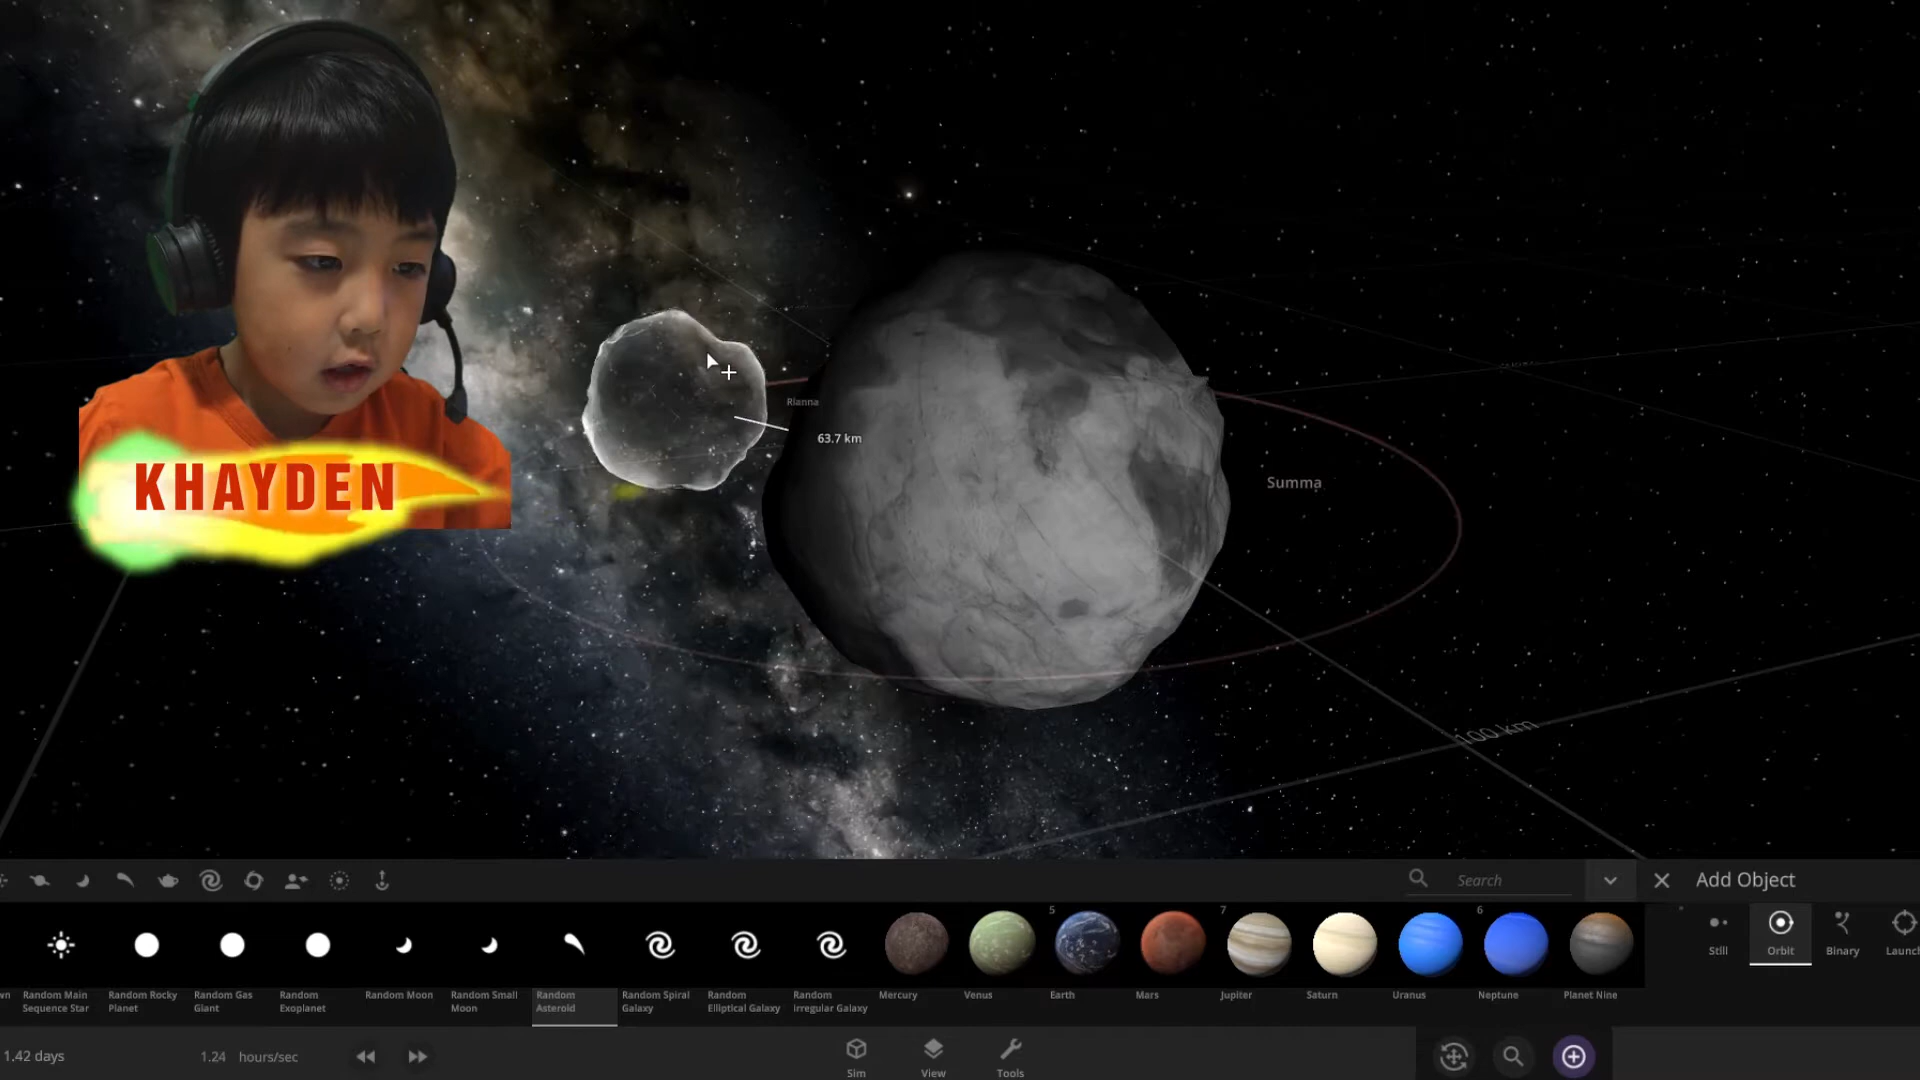 KHAYDEN
Rianna
63.7 km
Summa
100 km
Search
Add Object
5
7
6
Still
Orbit
Binary
Launch
wn
Random Main
Sequence Star
Random Rocky
Planet
Random Gas
Giant
Random
Exoplanet
Random Moon
Random Small
Moon
Random
Asteroid
Random Spiral
Galaxy
Random
Elliptical Galaxy
Random
Irregular Galaxy
Mercury
Venus
Earth
Mars
Jupiter
Saturn
Uranus
Neptune
Planet Nine
1.42 days
1.24 hours/sec
Sim
View
Tools